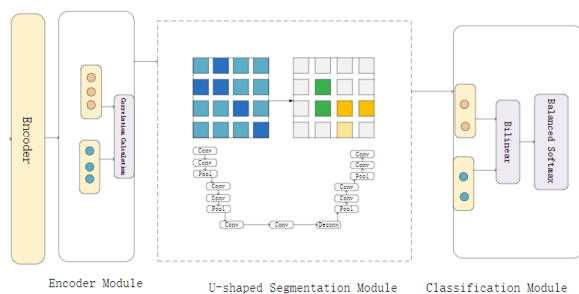 Encoder
Correlation Calculation
Conv
Conv
Pool
Conv
Conv
Pool
Conv
Conv
Deconv
Pool
Conv
Conv
Pool
Conv
Conv
Bilinear
Balanced Softmax
Encoder Module
U-shaped Segmentation Module
Classification Module